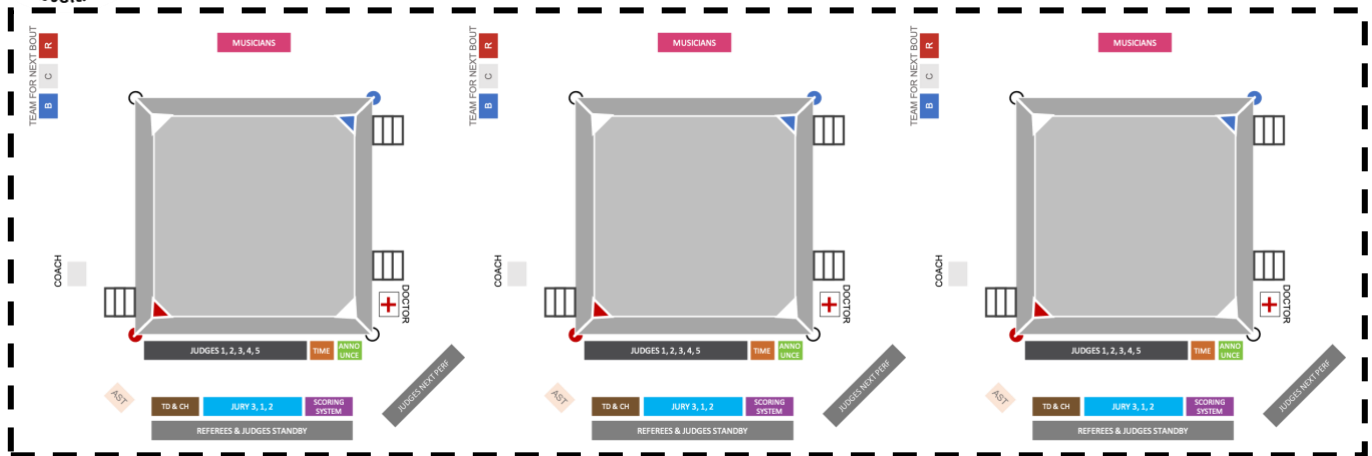 TEAM FOR NEXT BOUT
R
C
B
MUSICIANS
COACH
DOCTOR
JUDGES 1, 2, 3, 4, 5
TIME
ANNO
UNCE
AST
TD & CH
JURY 3, 1, 2
SCORING
SYSTEM
JUDGES NEXT PERF
REFEREES & JUDGES STANDBY
TEAM FOR NEXT BOUT
R
C
B
MUSICIANS
COACH
DOCTOR
JUDGES 1, 2, 3, 4, 5
TIME
ANNO
UNCE
AST
TD & CH
JURY 3, 1, 2
SCORING
SYSTEM
JUDGES NEXT PERF
REFEREES & JUDGES STANDBY
TEAM FOR NEXT BOUT
R
C
B
MUSICIANS
COACH
DOCTOR
JUDGES 1, 2, 3, 4, 5
TIME
ANNO
UNCE
AST
TD & CH
JURY 3, 1, 2
SCORING
SYSTEM
JUDGES NEXT PERF
REFEREES & JUDGES STANDBY